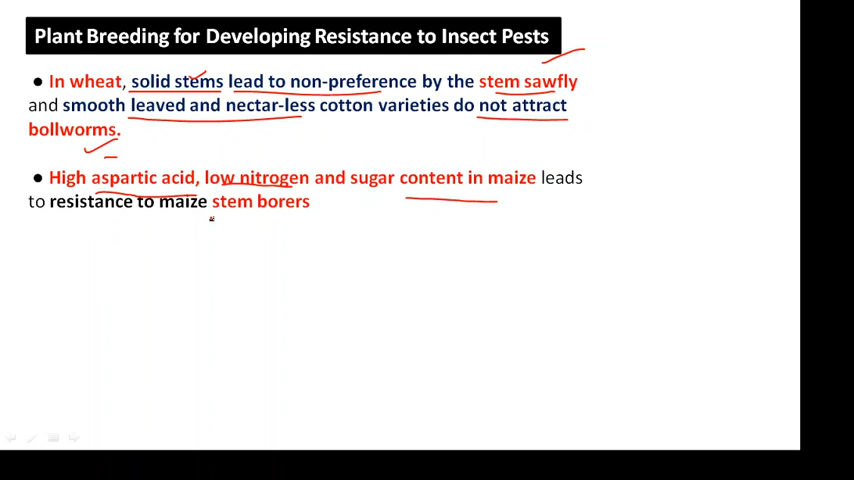 Plant Breeding for Developing Resistance to Insect Pests
● In wheat, solid stems lead to non-preference by the stem sawfly
and smooth leaved and nectar-less cotton varieties do not attract
bollworms.
● High aspartic acid, low nitrogen and sugar content in maize leads
to resistance to maize stem borers